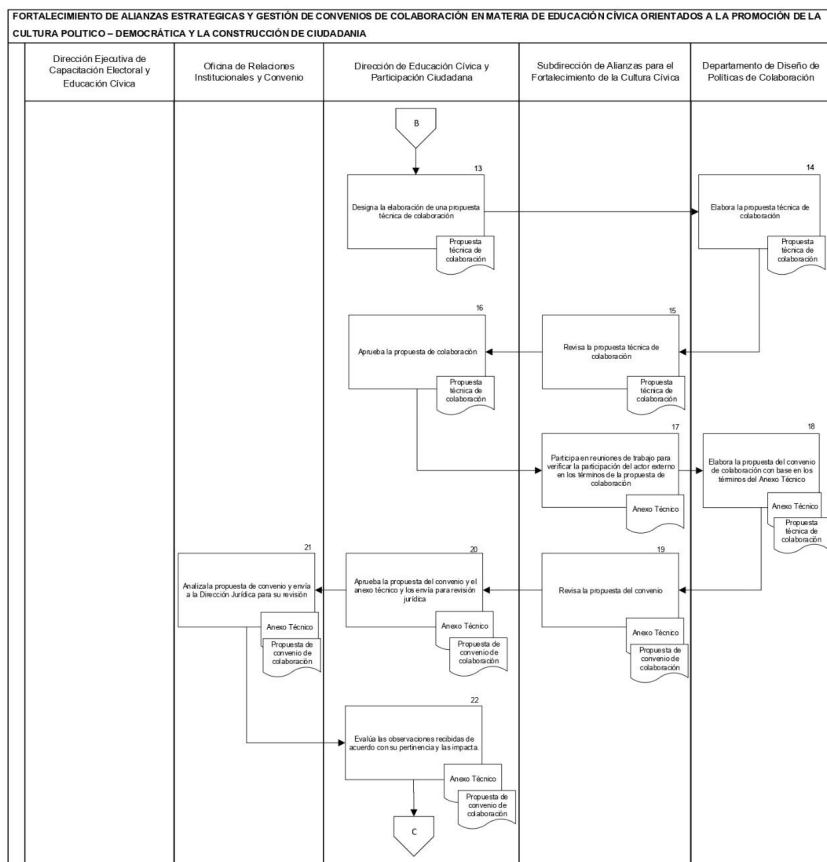 FORTALECIMIENTO DE ALIANZAS ESTRATEGICAS Y GESTIÓN DE CONVENIOS DE COLABORACIÓN EN MATERIA DE EDUCACIÓN CÍVICA ORIENTADOS A LA PROMOCIÓN DE LA
CULTURA POLITICO – DEMOCRÁTICA Y LA CONSTRUCCIÓN DE CIUDADANIA
Dirección Ejecutiva de
Capacitación Electoral y
Educación Cívica
Oficina de Relaciones
Institucionales y Convenio
Dirección de Educación Cívica y
Participación Ciudadana
Subdirección de Alianzas para el
Fortalecimiento de la Cultura Cívica
Departamento de Diseño de
Políticas de Colaboración
B
13
Designa la elaboración de una propuesta
técnica de colaboración
Propuesta
técnica de
colaboración
14
Elabora la propuesta técnica de
colaboración
Propuesta
técnica de
colaboración
16
Aprueba la propuesta de colaboración
Propuesta
técnica de
colaboración
15
Revisa la propuesta técnica de
colaboración
Propuesta
técnica de
colaboración
17
Participa en reuniones de trabajo para
verificar la participación del actor externo
en los términos de la propuesta de
colaboración
Anexo Técnico
18
Elabora la propuesta del convenio
de colaboración con base en los
términos del Anexo Técnico
Anexo Técnico
Propuesta
técnica de
colaboración
21
Analiza la propuesta de convenio y envía
a la Dirección Jurídica para su revisión
Anexo Técnico
Propuesta de
convenio de
colaboración
20
Aprueba la propuesta del convenio y el
anexo técnico y los envía para revisión
jurídica
Anexo Técnico
Propuesta de
convenio de
colaboración
19
Revisa la propuesta del convenio
Anexo Técnico
Propuesta de
convenio de
colaboración
22
Evalúa las observaciones recibidas de
acuerdo con su pertinencia y las impacta.
Anexo Técnico
Propuesta de
convenio de
colaboración
C